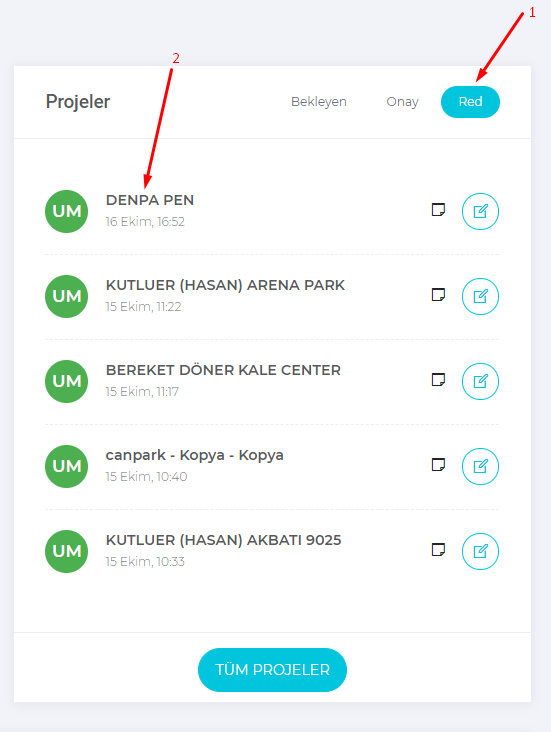 1
2
Projeler
Bekleyen Onay Red
UM
DENPA PEN
16 Ekim, 16:52
UM
KUTLUER (HASAN) ARENA PARK
15 Ekim, 11:22
UM
BEREKET DÖNER KALE CENTER
15 Ekim, 11:17
UM
canpark - Kopya - Kopya
15 Ekim, 10:40
UM
KUTLUER (HASAN) AKBATI 9025
15 Ekim, 10:33
TÜM PROJELER